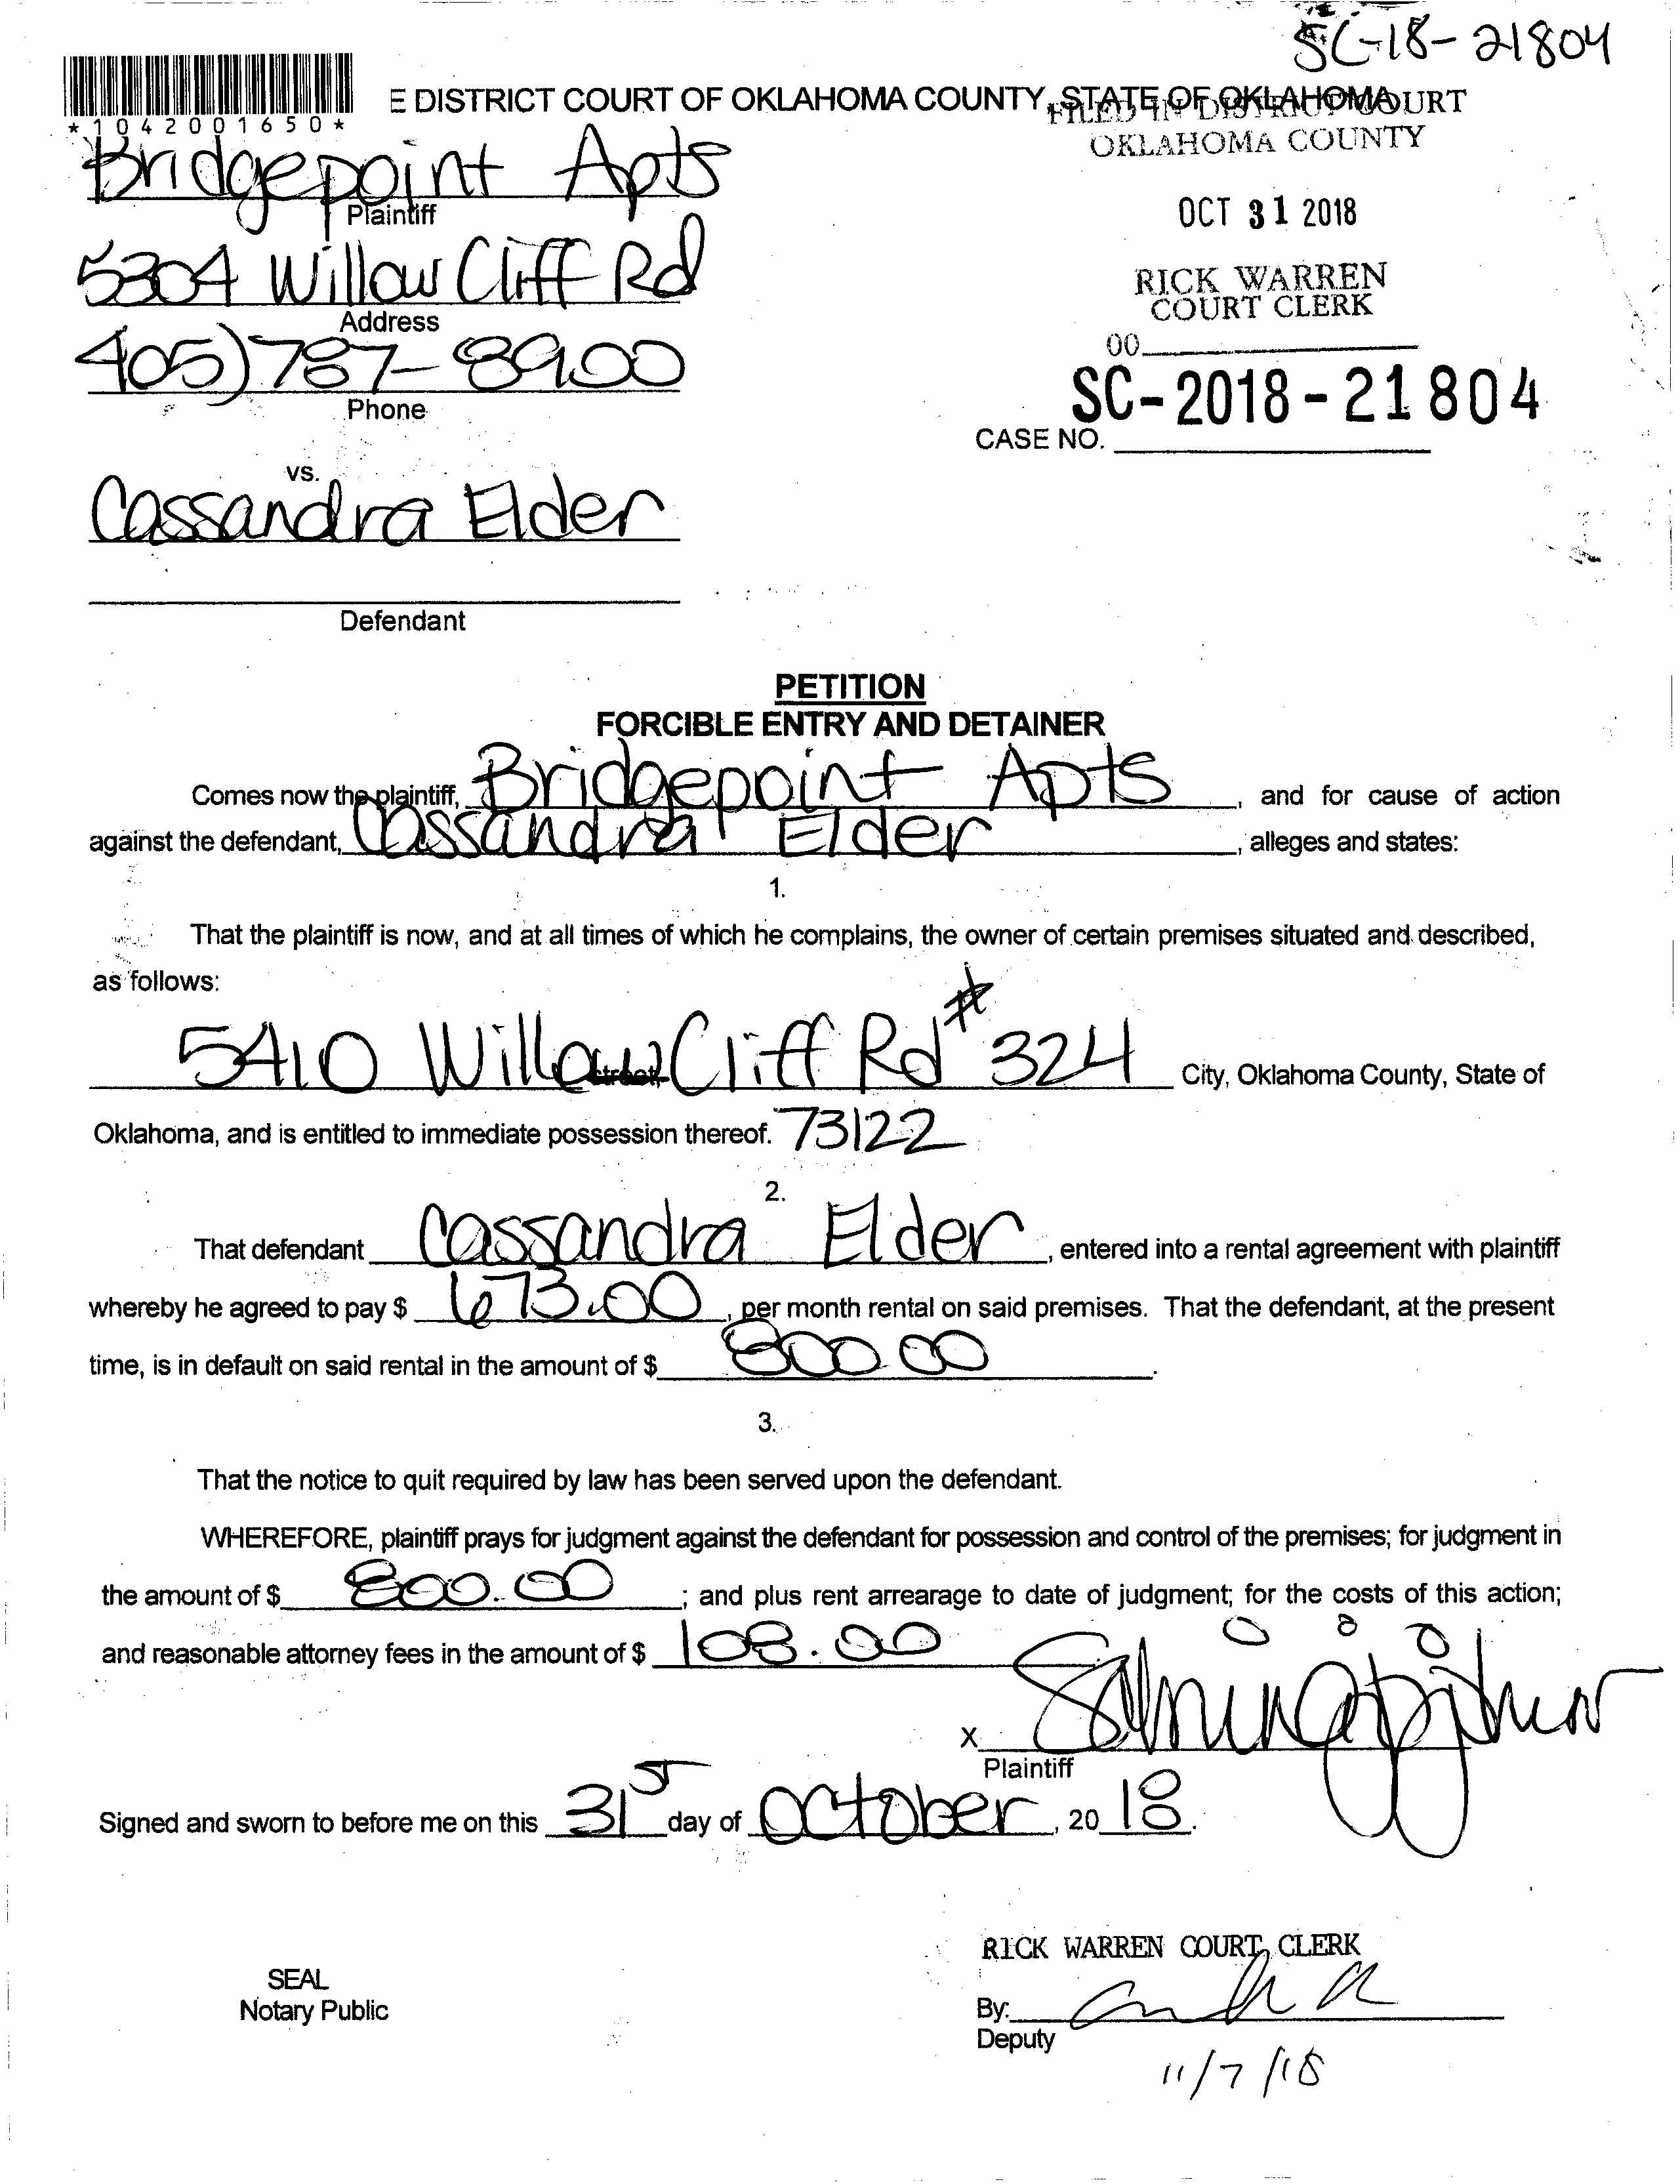 SC-18-21804
E DISTRICT COURT OF OKLAHOMA COUNTY, STATE OF OKLAHOMA
FILED IN DISTRICT COURT
OKLAHOMA COUNTY
*1042001650*
Bridgepoint Apts
Plaintiff
OCT 31 2018
5304 Willow Cliff Rd
Address
RICK WARREN
COURT CLERK
405)787-8900
Phone
00
SC-2018-21804
CASE NO.
vs.
Cassandra Elder
Defendant
PETITION
FORCIBLE ENTRY AND DETAINER
Comes now the plaintiff, Bridgepoint Apts, and for cause of action
against the defendant, Cassandra Elder, alleges and states:
1.
That the plaintiff is now, and at all times of which he complains, the owner of certain premises situated and described,
as follows:
5410 Willow Cliff Rd # 324 City, Oklahoma County, State of
street,
Oklahoma, and is entitled to immediate possession thereof. 73122
2.
That defendant Cassandra Elder, entered into a rental agreement with plaintiff
whereby he agreed to pay $ 673.00, per month rental on said premises. That the defendant, at the present
time, is in default on said rental in the amount of $ 800.00.
3.
That the notice to quit required by law has been served upon the defendant.
WHEREFORE, plaintiff prays for judgment against the defendant for possession and control of the premises; for judgment in
the amount of $ 800.00; and plus rent arrearage to date of judgment; for the costs of this action;
and reasonable attorney fees in the amount of $ 108.00
X
Plaintiff
Signed and sworn to before me on this 31st day of October, 2018.
RICK WARREN COURT CLERK
SEAL
Notary Public
By:
Deputy
11/7/18